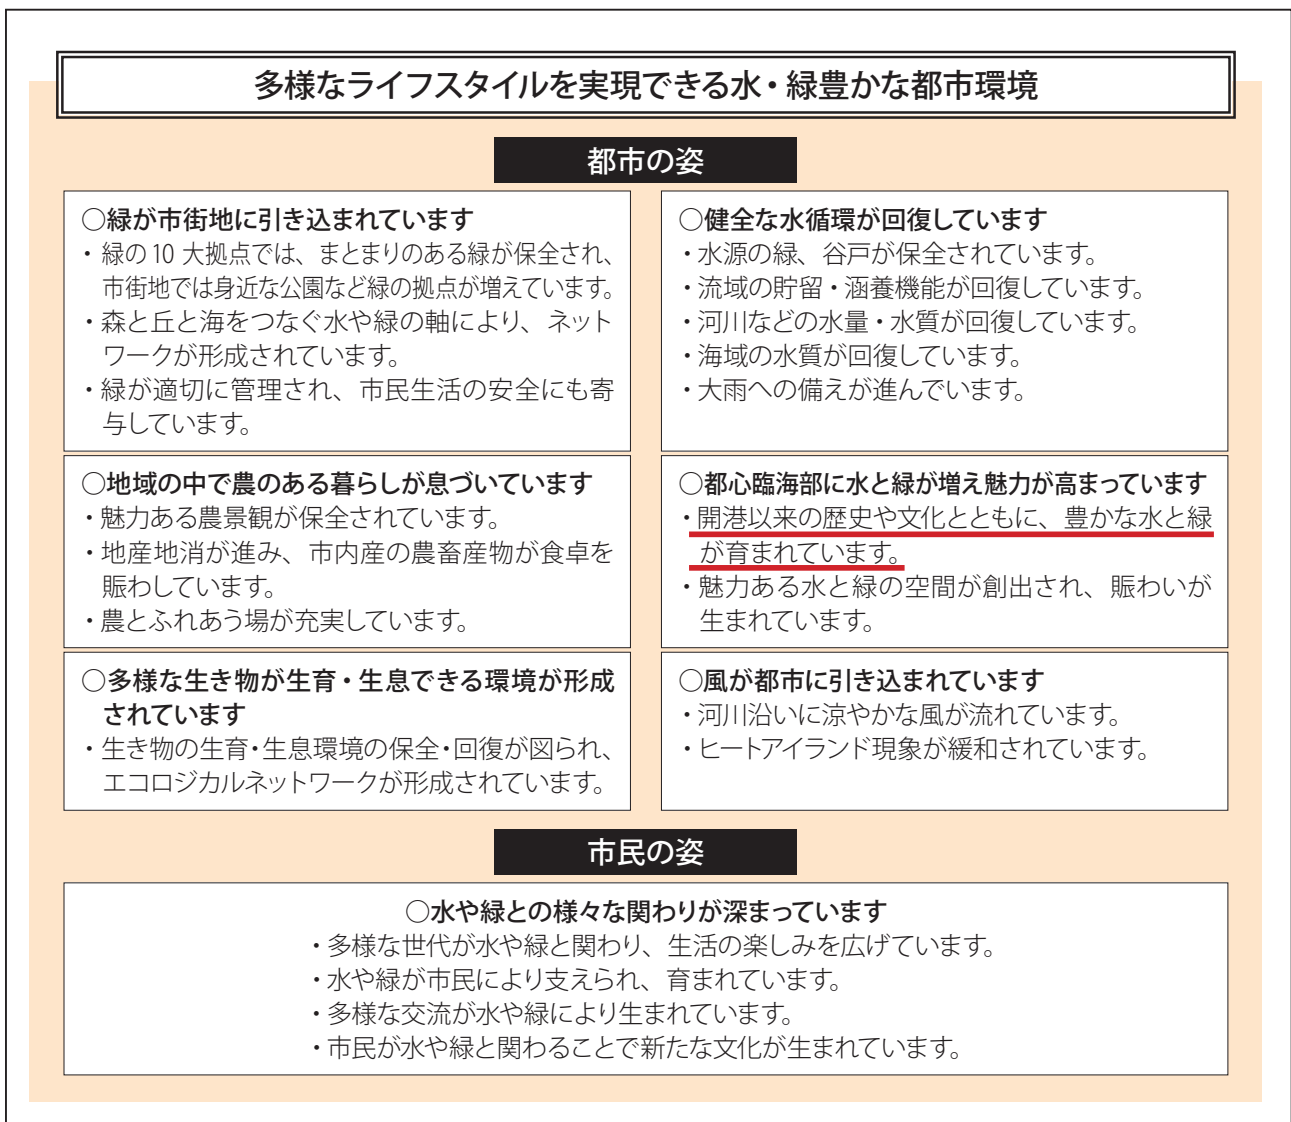 多様なライフスタイルを実現できる水・緑豊かな都市環境
都市の姿
○緑が市街地に引き込まれています
・緑の10大拠点では、まとまりのある緑が保全され、
市街地では身近な公園など緑の拠点が増えています。
・森と丘と海をつなぐ水や緑の軸により、ネット
ワークが形成されています。
・緑が適切に管理され、市民生活の安全にも寄
与しています。
○健全な水循環が回復しています
・水源の緑、谷戸が保全されています。
・流域の貯留・涵養機能が回復しています。
・河川などの水量・水質が回復しています。
・海域の水質が回復しています。
・大雨への備えが進んでいます。
○地域の中で農のある暮らしが息づいています
・魅力ある農景観が保全されています。
・地産地消が進み、市内産の農畜産物が食卓を
賑わしています。
・農とふれあう場が充実しています。
○都心臨海部に水と緑が増え魅力が高まっています
・開港以来の歴史や文化とともに、豊かな水と緑
が育まれています。
・魅力ある水と緑の空間が創出され、賑わいが
生まれています。
○多様な生き物が生育・生息できる環境が形成
されています
・生き物の生育・生息環境の保全・回復が図られ、
エコロジカルネットワークが形成されています。
○風が都市に引き込まれています
・河川沿いに涼やかな風が流れています。
・ヒートアイランド現象が緩和されています。
市民の姿
○水や緑との様々な関わりが深まっています
・多様な世代が水や緑と関わり、生活の楽しみを広げています。
・水や緑が市民により支えられ、育まれています。
・多様な交流が水や緑により生まれています。
・市民が水や緑と関わることで新たな文化が生まれています。